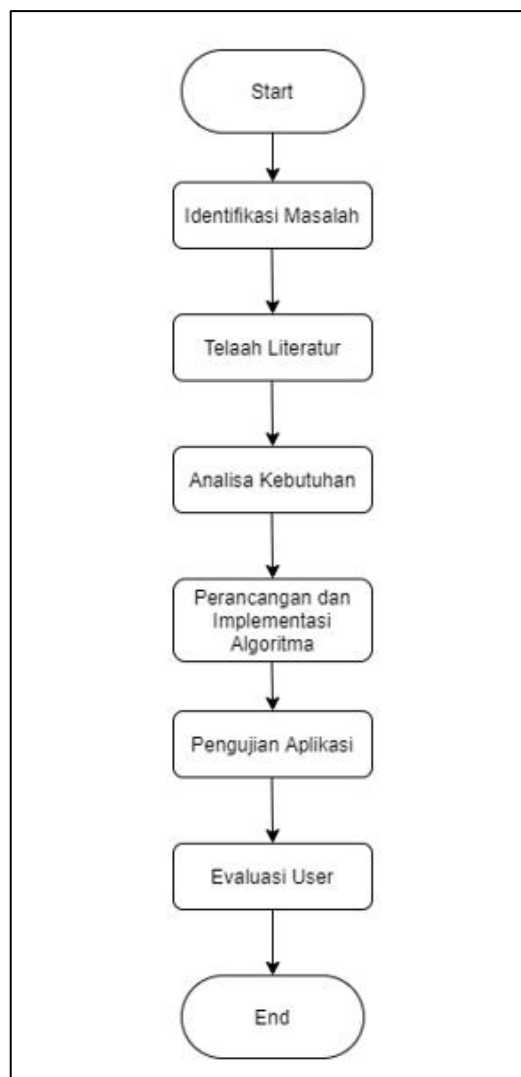 Start
Identifikasi Masalah
Telaah Literatur
Analisa Kebutuhan
Perancangan dan
Implementasi
Algoritma
Pengujian Aplikasi
Evaluasi User
End